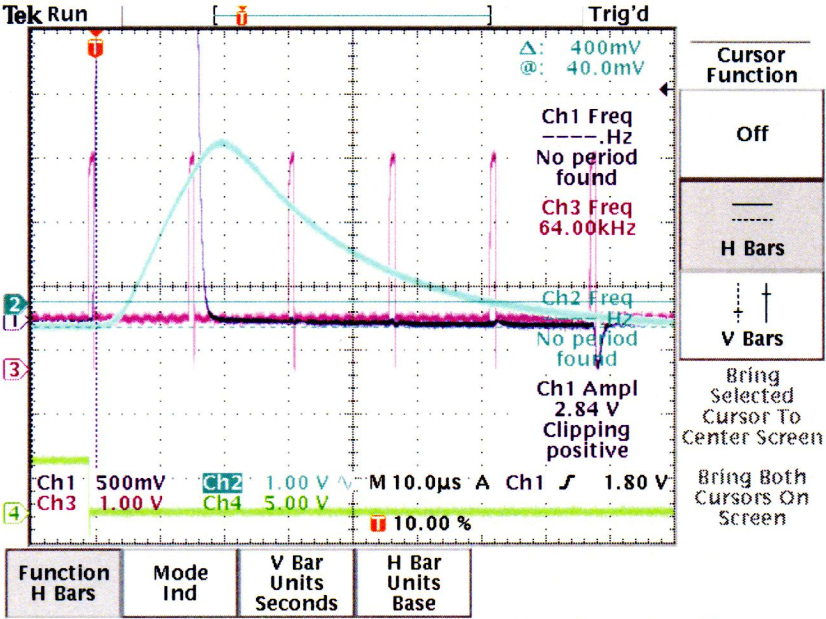 Tek Run
Trig'd
T
T
Δ: 400mV
@: 40.0mV
Ch1 Freq
----.Hz
No period
found
Ch3 Freq
64.00kHz
Ch2 Freq
Hz
No period
found
Ch1 Ampl
2.84 V
Clipping
positive
2
1
3
4
Ch1 500mV Ch2 1.00 V ∿ M 10.0µs A Ch1 ʃ 1.80 V
Ch3 1.00 V Ch4 5.00 V
T 10.00 %
Cursor
Function
Off
H Bars
V Bars
Bring
Selected
Cursor To
Center Screen
Bring Both
Cursors On
Screen
Function
H Bars
Mode
Ind
V Bar
Units
Seconds
H Bar
Units
Base